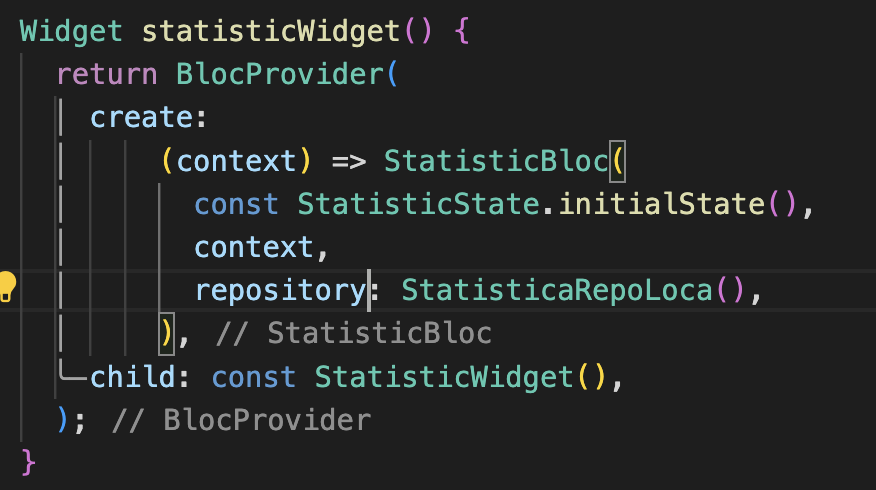 Widget statisticWidget() {
return BlocProvider(
create:
(context) => StatisticBloc(
const StatisticState.initialState(),
context,
repository: StatisticaRepoLoca(),
), // StatisticBloc
child: const StatisticWidget(),
); // BlocProvider
}